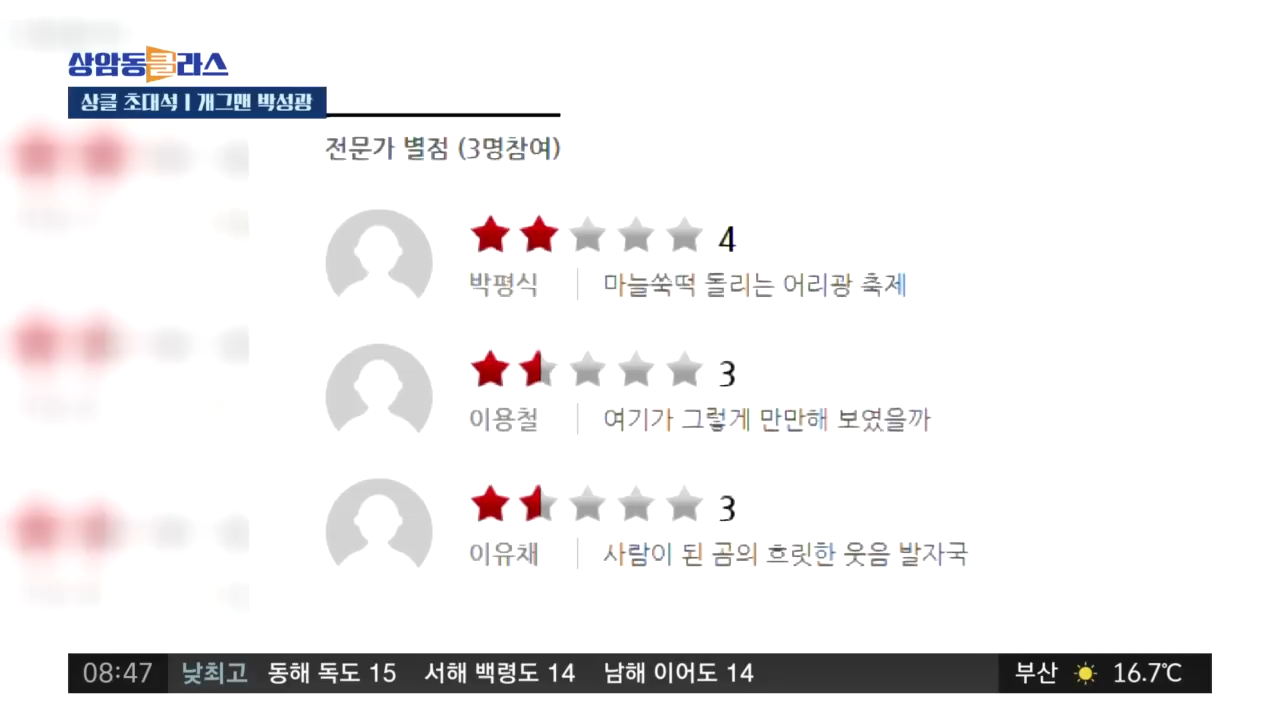 상암동클라스
상클 초대석 | 개그맨 박성광
전문가 별점 (3명참여)
4
박평식 마늘쑥떡 돌리는 어리광 축제
3
이용철 여기가 그렇게 만만해 보였을까
3
이유채 사람이 된 곰의 흐릿한 웃음 발자국
08:47 낮최고 동해 독도 15 서해 백령도 14 남해 이어도 14 부산 16.7℃